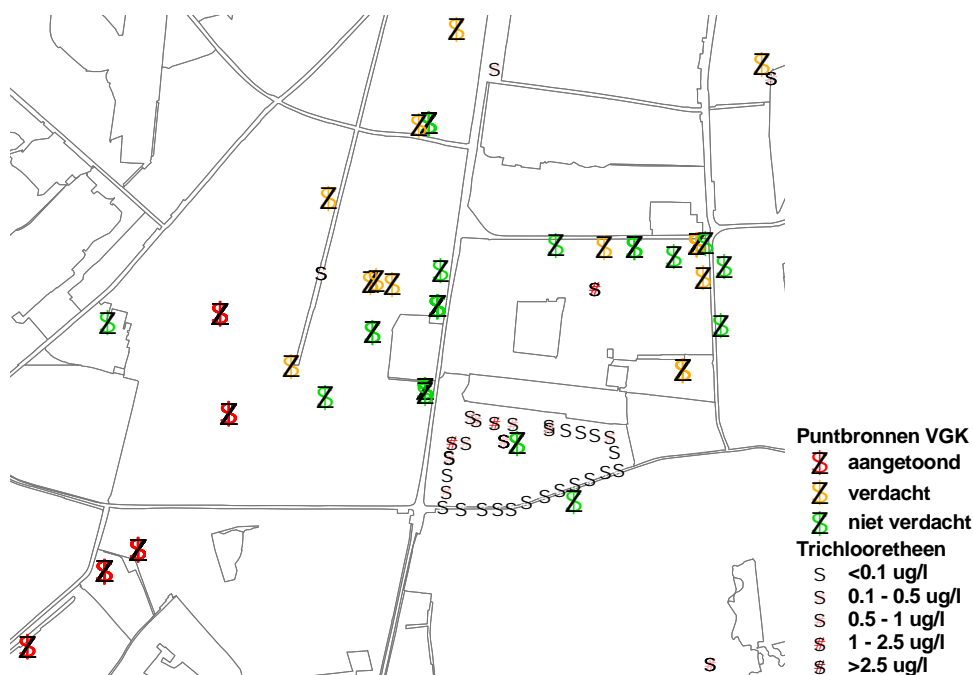 Puntbronnen VGK
aangetoond
verdacht
niet verdacht
Trichlooretheen
S <0.1 ug/l
S 0.1 - 0.5 ug/l
S 0.5 - 1 ug/l
1 - 2.5 ug/l
>2.5 ug/l